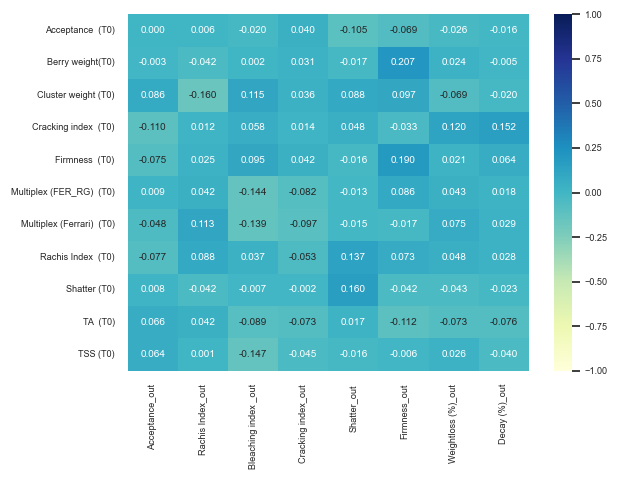 Acceptance (T0) 0.000 0.006 -0.020 0.040 -0.105 -0.069 -0.026 -0.016
Berry weight(T0) -0.003 -0.042 0.002 0.031 -0.017 0.207 0.024 -0.005
Cluster weight (T0) 0.086 -0.160 0.115 0.036 0.088 0.097 -0.069 -0.020
Cracking index (T0) -0.110 0.012 0.058 0.014 0.048 -0.033 0.120 0.152
Firmness (T0) -0.075 0.025 0.095 0.042 -0.016 0.190 0.021 0.064
Multiplex (FER_RG) (T0) 0.009 0.042 -0.144 -0.082 -0.013 0.086 0.043 0.018
Multiplex (Ferrari) (T0) -0.048 0.113 -0.139 -0.097 -0.015 -0.017 0.075 0.029
Rachis Index (T0) -0.077 0.088 0.037 -0.053 0.137 0.073 0.048 0.028
Shatter (T0) 0.008 -0.042 -0.007 -0.002 0.160 -0.042 -0.043 -0.023
TA (T0) 0.066 0.042 -0.089 -0.073 0.017 -0.112 -0.073 -0.076
TSS (T0) 0.064 0.001 -0.147 -0.045 -0.016 -0.006 0.026 -0.040
Acceptance_out
Rachis Index_out
Bleaching index _out
Cracking index_out
Shatter_out
Firmness_out
Weightloss (%)_out
Decay (%)_out
1.00
0.75
0.50
0.25
0.00
-0.25
-0.50
-0.75
-1.00